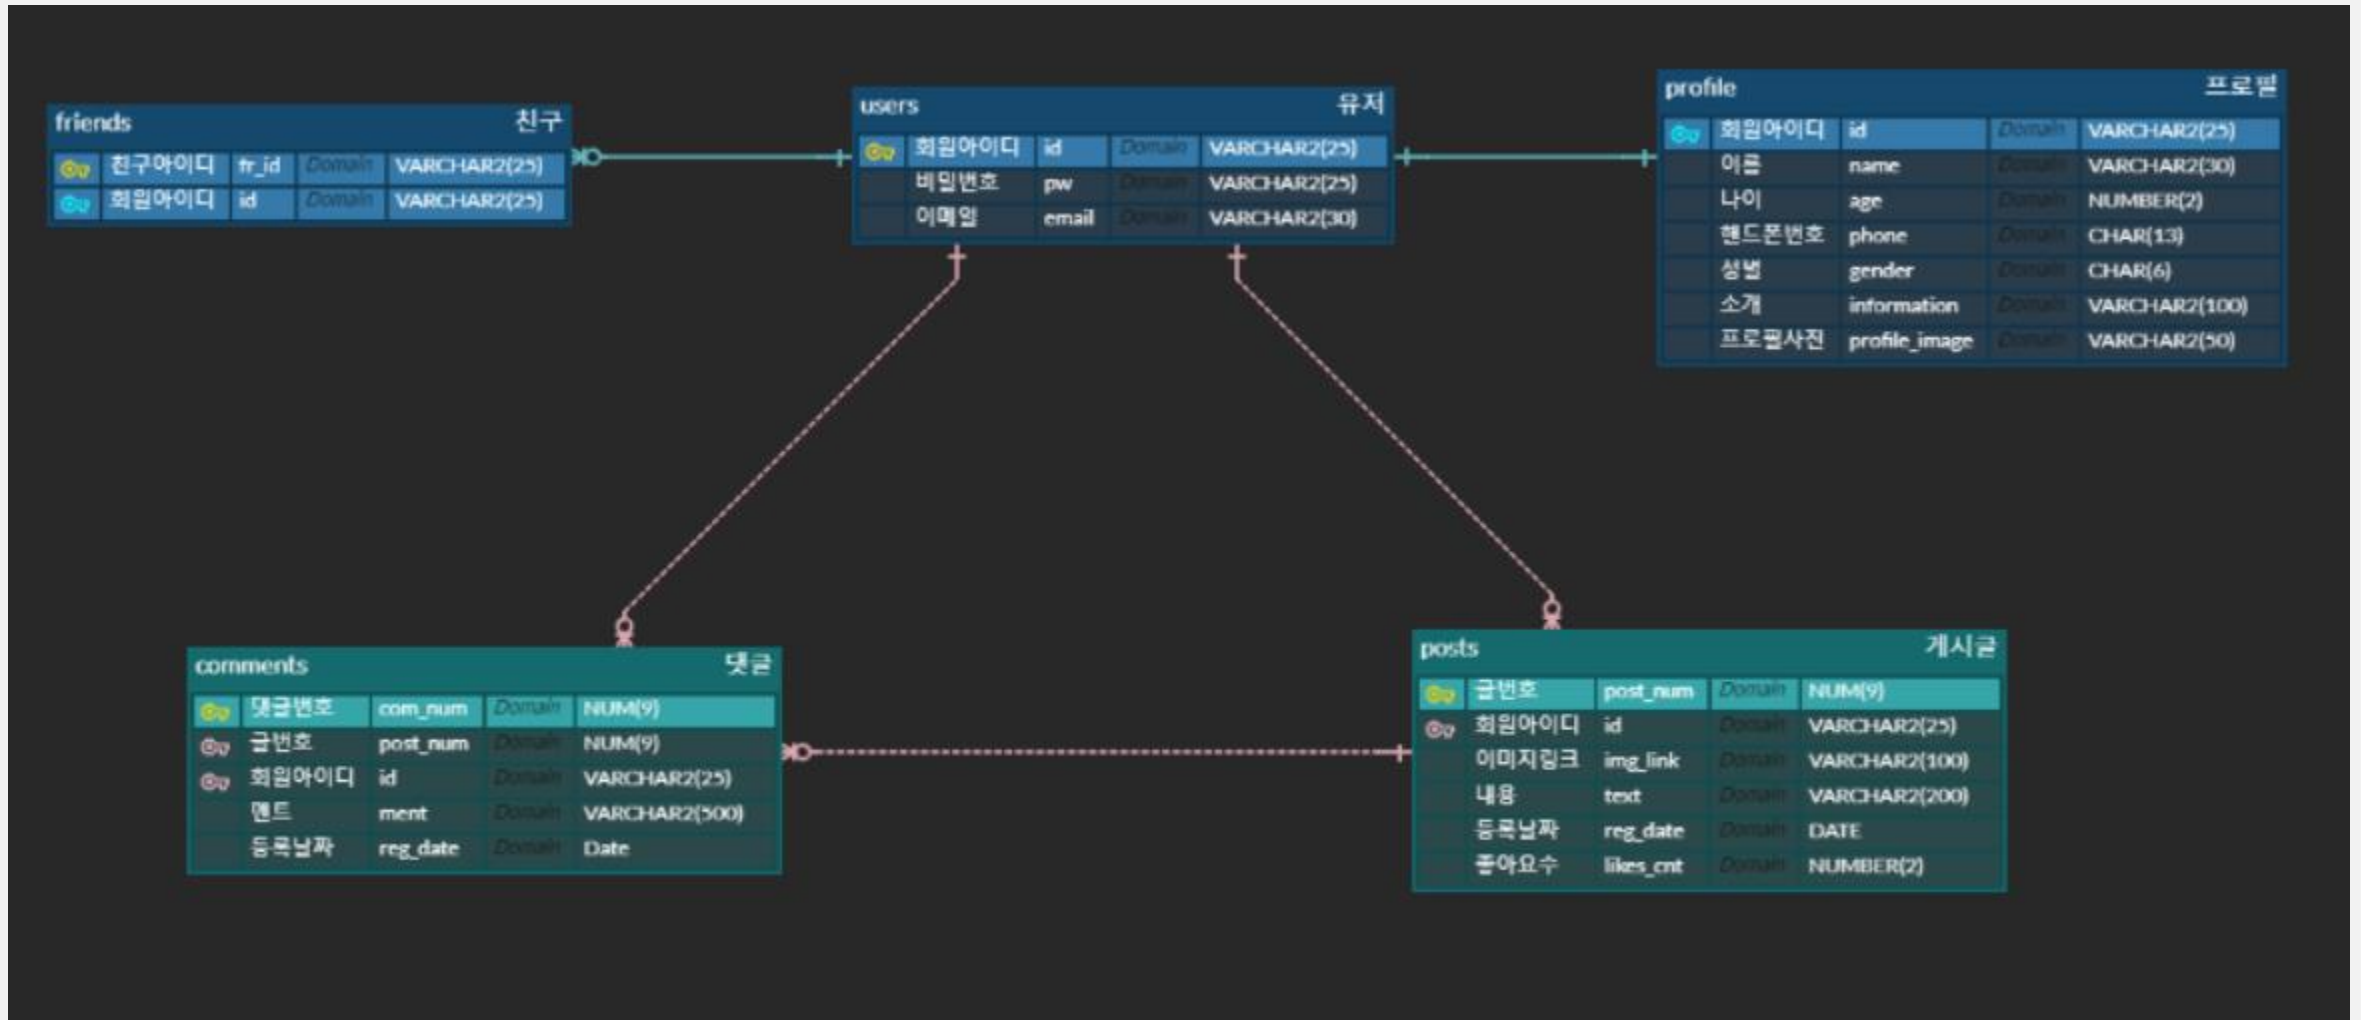 friends 친구
친구아이디 fr_id Domain VARCHAR2(25)
회원아이디 id Domain VARCHAR2(25)
users 유저
회원아이디 id Domain VARCHAR2(25)
비밀번호 pw Domain VARCHAR2(25)
이메일 email Domain VARCHAR2(30)
profile 프로필
회원아이디 id Domain VARCHAR2(25)
이름 name Domain VARCHAR2(30)
나이 age Domain NUMBER(2)
핸드폰번호 phone Domain CHAR(13)
성별 gender Domain CHAR(6)
소개 information Domain VARCHAR2(100)
프로필사진 profile_image Domain VARCHAR2(50)
comments 댓글
댓글번호 com_num Domain NUM(9)
글번호 post_num Domain NUM(9)
회원아이디 id Domain VARCHAR2(25)
멘트 ment Domain VARCHAR2(500)
등록날짜 reg_date Domain Date
posts 게시글
글번호 post_num Domain NUM(9)
회원아이디 id Domain VARCHAR2(25)
이미지링크 img_link Domain VARCHAR2(100)
내용 text Domain VARCHAR2(200)
등록날짜 reg_date Domain DATE
좋아요수 likes_cnt Domain NUMBER(2)